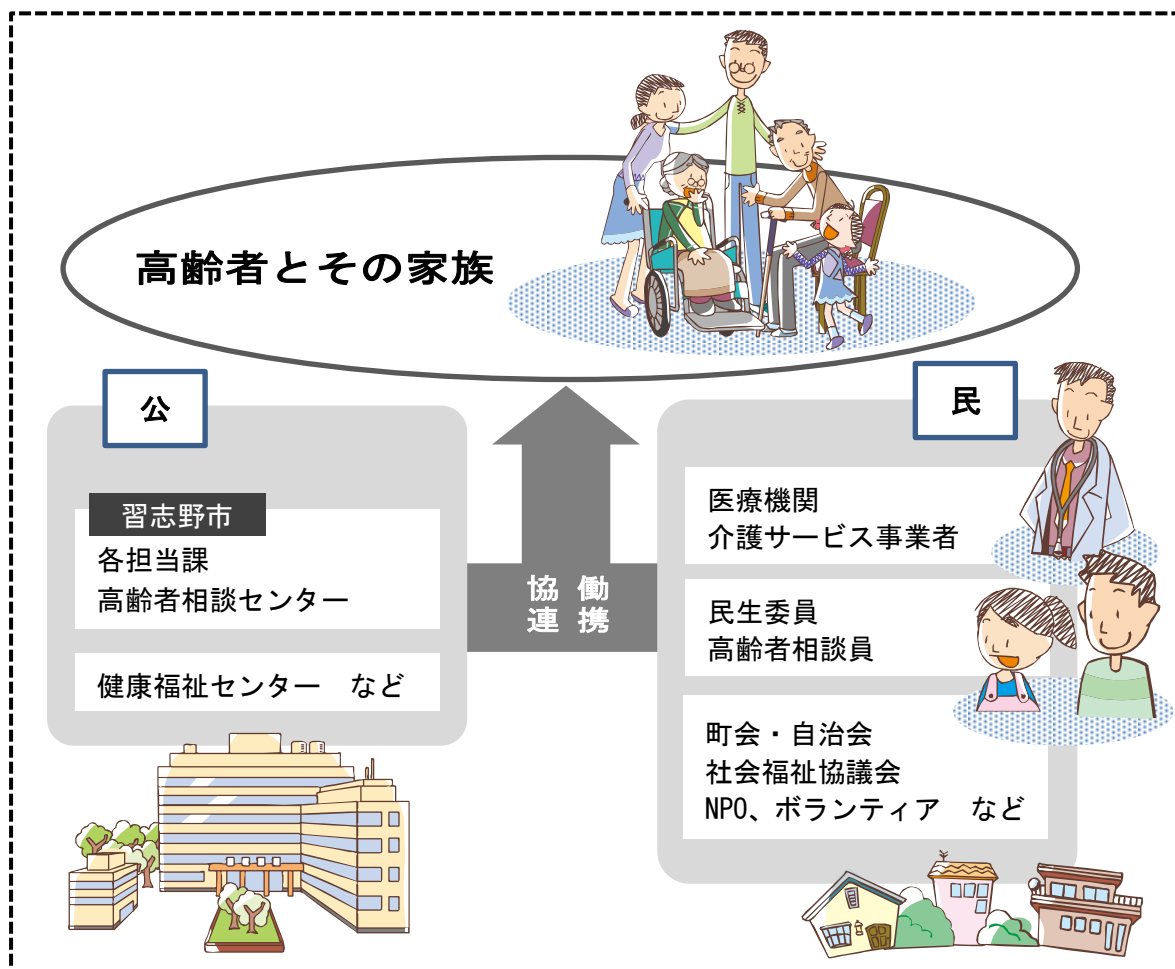 高齢者とその家族
公
習志野市
各担当課
高齢者相談センター
健康福祉センター　など
協 働
連 携
民
医療機関
介護サービス事業者
民生委員
高齢者相談員
町会・自治会
社会福祉協議会
NPO、ボランティア　など